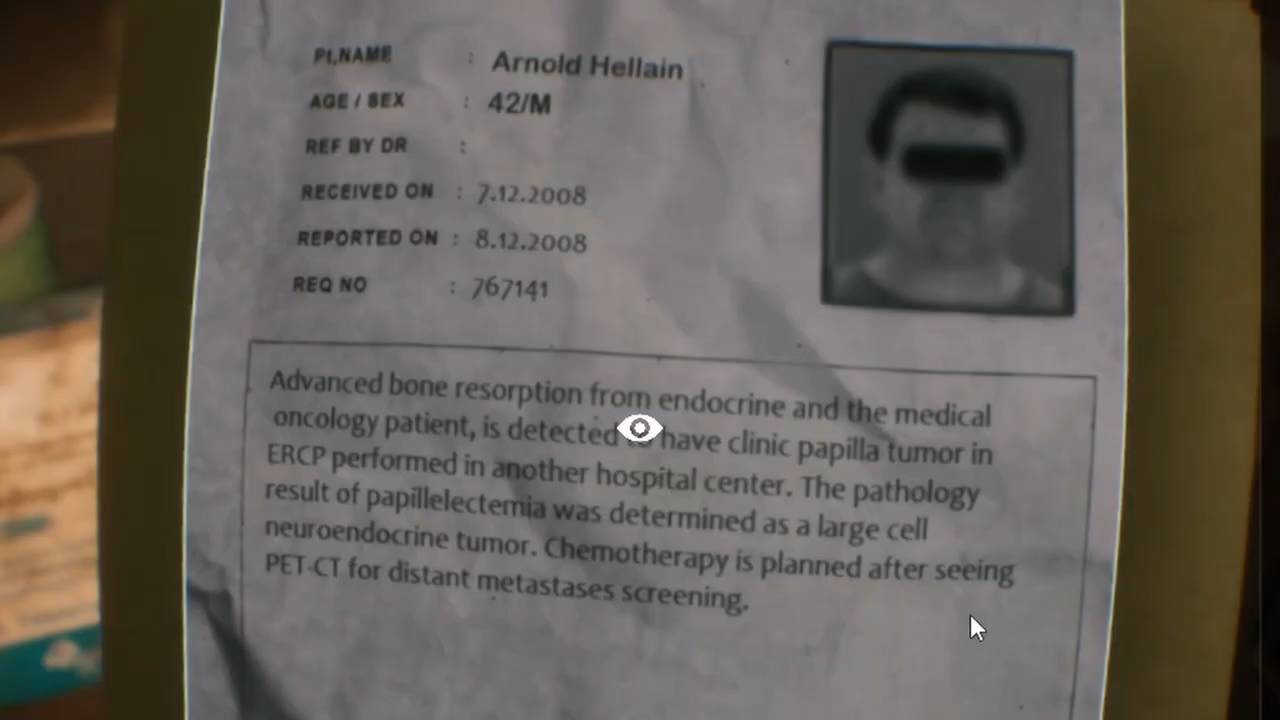 Pt,NAME : Arnold Hellain
AGE / SEX : 42/M
REF BY DR :
RECEIVED ON : 7.12.2008
REPORTED ON : 8.12.2008
REQ NO : 767141
Advanced bone resorption from endocrine and the medical
oncology patient, is detected to have clinic papilla tumor in
ERCP performed in another hospital center. The pathology
result of papillelectemia was determined as a large cell
neuroendocrine tumor. Chemotherapy is planned after seeing
PET-CT for distant metastases screening.